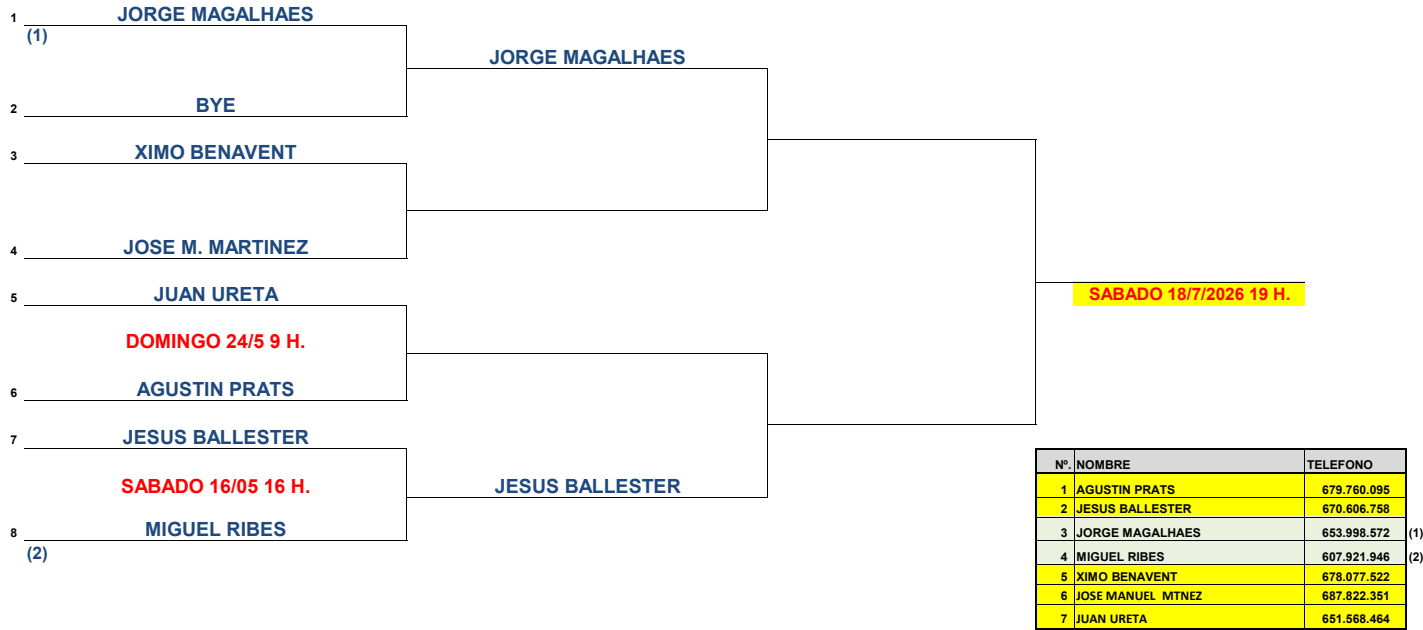 1 JORGE MAGALHAES
(1)
JORGE MAGALHAES
2 BYE
3 XIMO BENAVENT
4 JOSE M. MARTINEZ
5 JUAN URETA
SABADO 18/7/2026 19 H.
DOMINGO 24/5 9 H.
6 AGUSTIN PRATS
7 JESUS BALLESTER
SABADO 16/05 16 H.
JESUS BALLESTER
8 MIGUEL RIBES
(2)
Nº. NOMBRE TELEFONO
1 AGUSTIN PRATS 679.760.095
2 JESUS BALLESTER 670.606.758
3 JORGE MAGALHAES 653.998.572 (1)
4 MIGUEL RIBES 607.921.946 (2)
5 XIMO BENAVENT 678.077.522
6 JOSE MANUEL MTNEZ 687.822.351
7 JUAN URETA 651.568.464